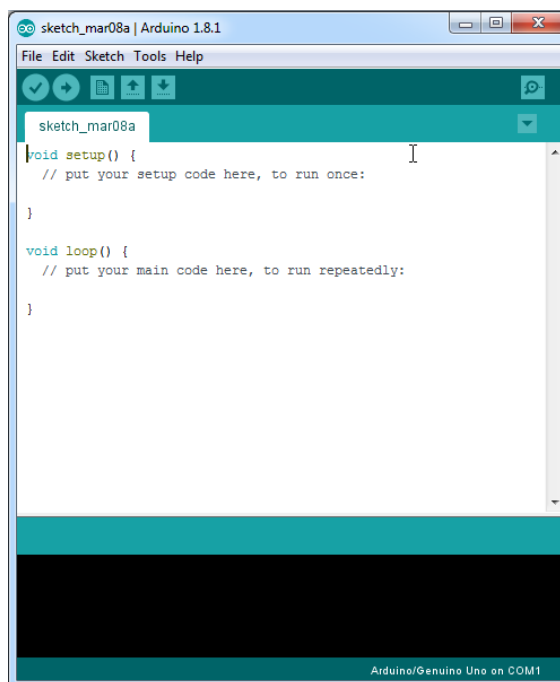 sketch_mar08a | Arduino 1.8.1
File Edit Sketch Tools Help
sketch_mar08a
void setup() {
  // put your setup code here, to run once:
}
void loop() {
  // put your main code here, to run repeatedly:
}
Arduino/Genuino Uno on COM1